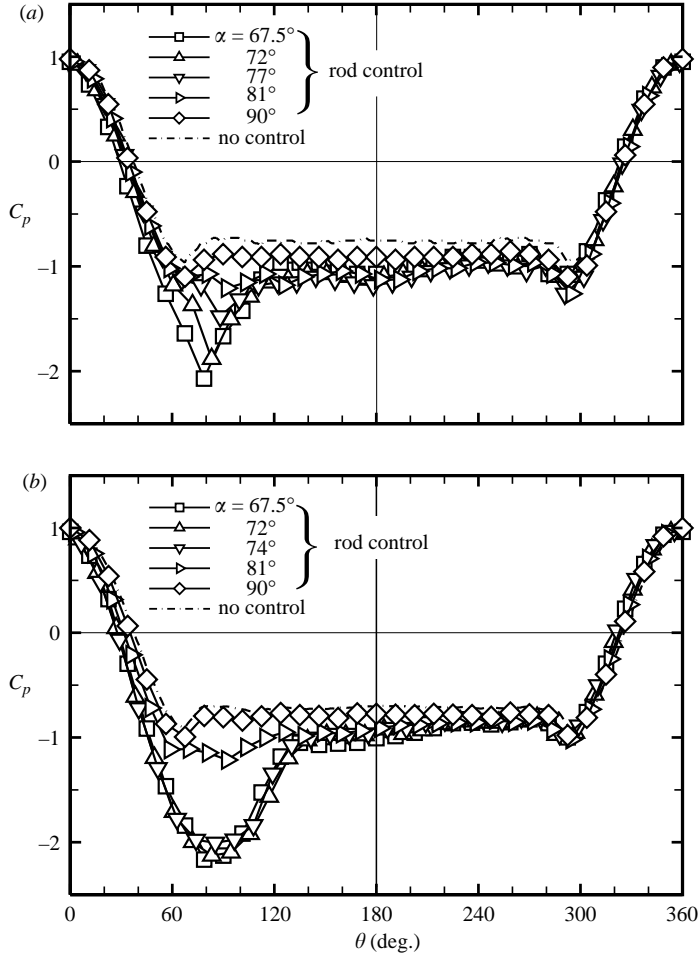 (a)
α = 67.5°
72°
77°
81°
90°
rod control
no control
1
0
−1
−2
C_p
(b)
α = 67.5°
72°
74°
81°
90°
rod control
no control
1
0
−1
−2
C_p
0 60 120 180 240 300 360
θ (deg.)